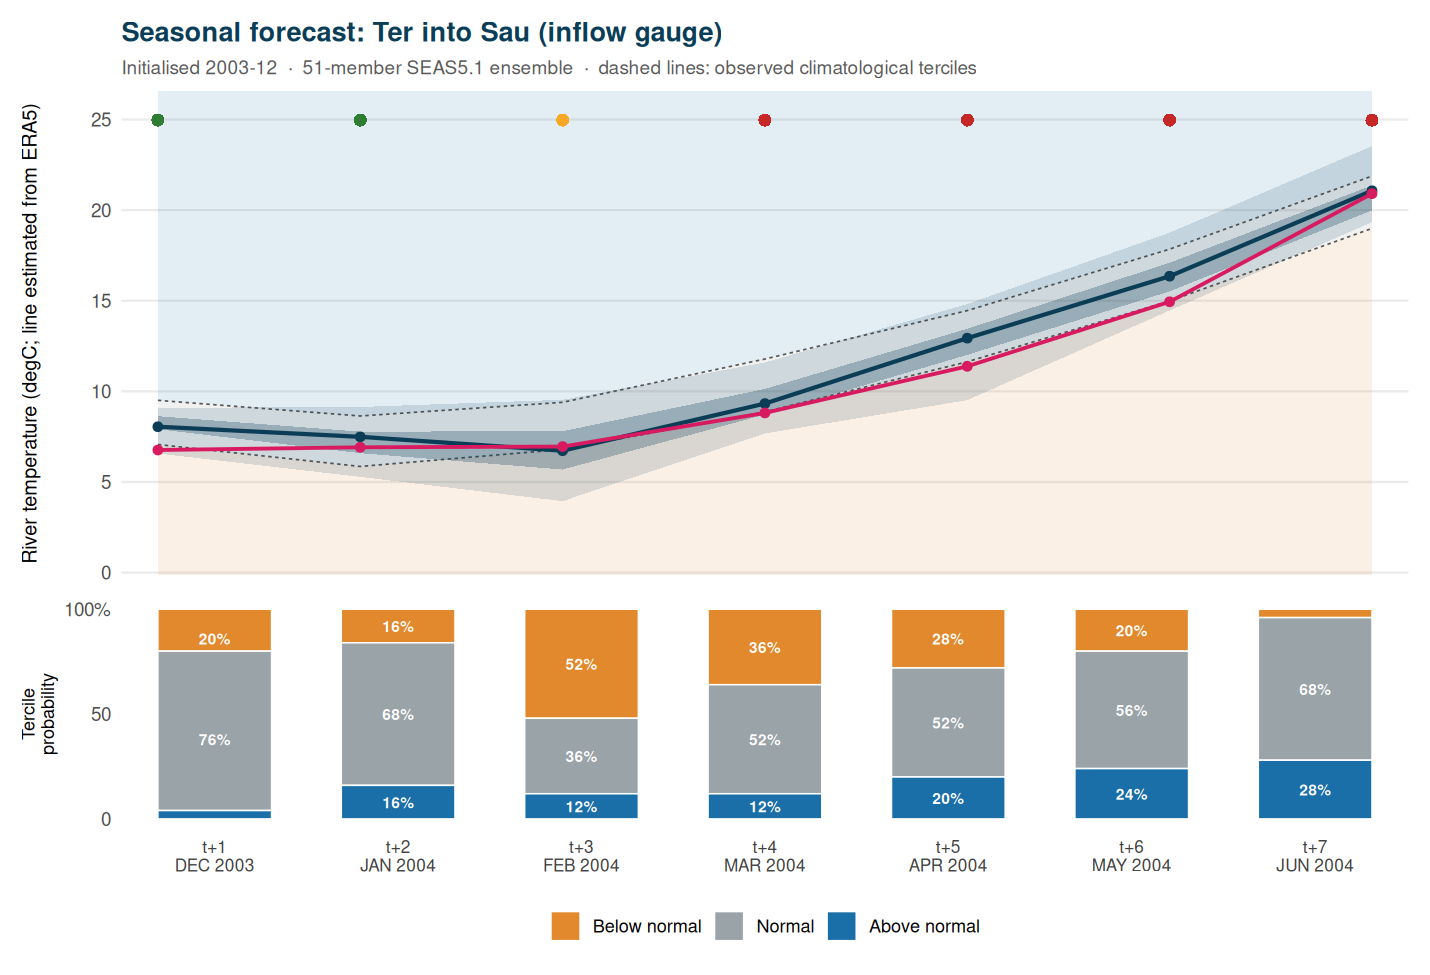 Seasonal forecast: Ter into Sau (inflow gauge)
Initialised 2003-12 · 51-member SEAS5.1 ensemble · dashed lines: observed climatological terciles
River temperature (degC; line estimated from ERA5)
25
20
15
10
5
0
Tercile
probability
100%
50
0
20%
16%
52%
36%
28%
20%
76%
68%
36%
52%
52%
56%
68%
16%
12%
12%
20%
24%
28%
t+1
DEC 2003
t+2
JAN 2004
t+3
FEB 2004
t+4
MAR 2004
t+5
APR 2004
t+6
MAY 2004
t+7
JUN 2004
Below normal
Normal
Above normal